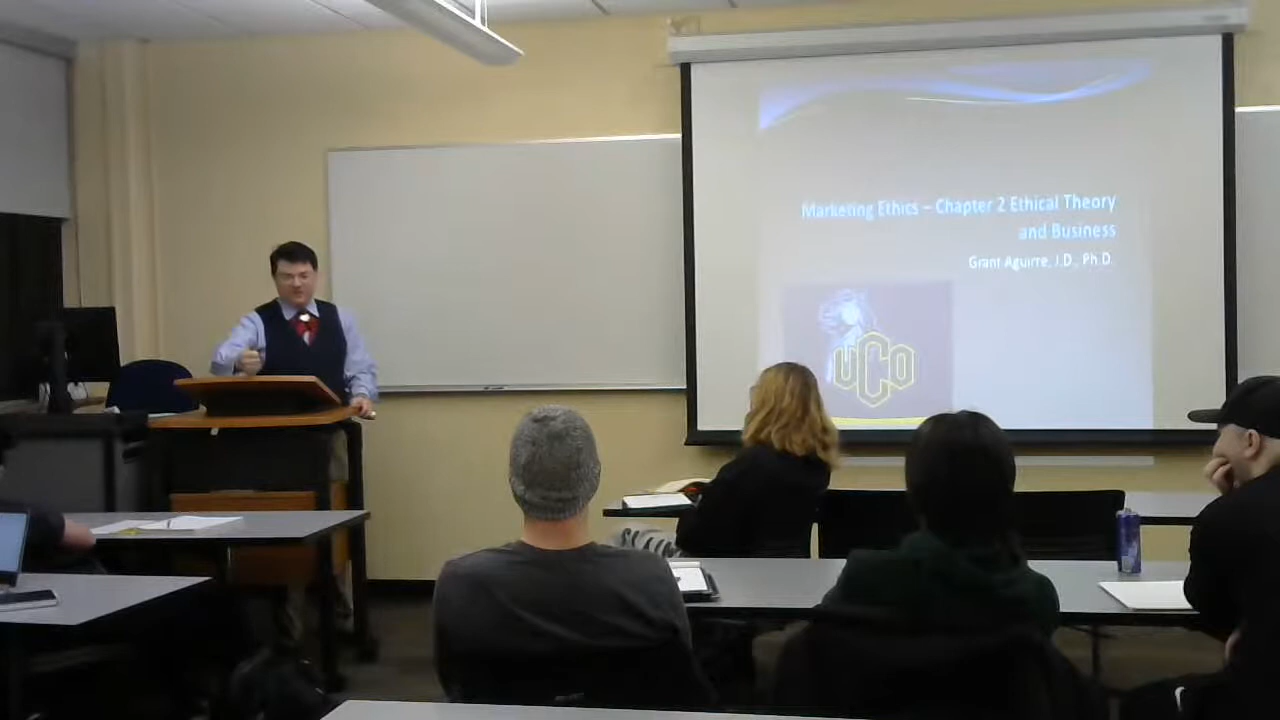 Marketing Ethics – Chapter 2 Ethical Theory
and Business
Grant Aguirre, J.D., Ph.D.
UCO